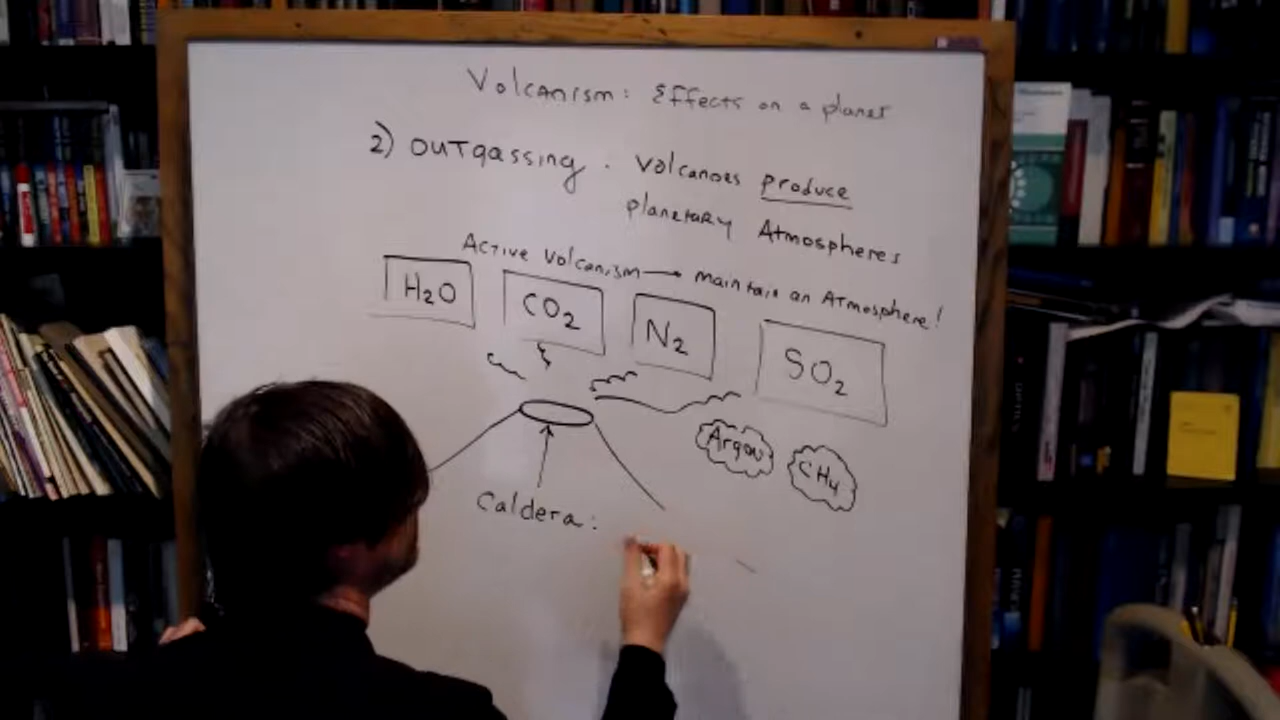 Volcanism: Effects on a planet
2) Outgassing. Volcanoes produce
planetary Atmospheres
Active Volcanism → maintain an Atmosphere!
H₂O CO₂ N₂ SO₂
Argon CH₄
Caldera: